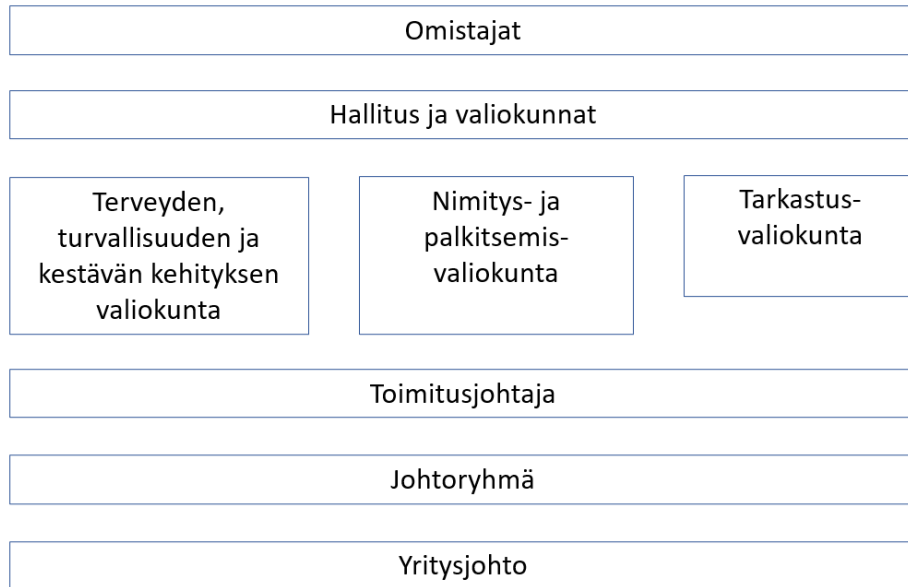 Omistajat
Hallitus ja valiokunnat
Terveyden,
turvallisuuden ja
kestävän kehityksen
valiokunta
Nimitys- ja
palkitsemis-
valiokunta
Tarkastus-
valiokunta
Toimitusjohtaja
Johtoryhmä
Yritysjohto